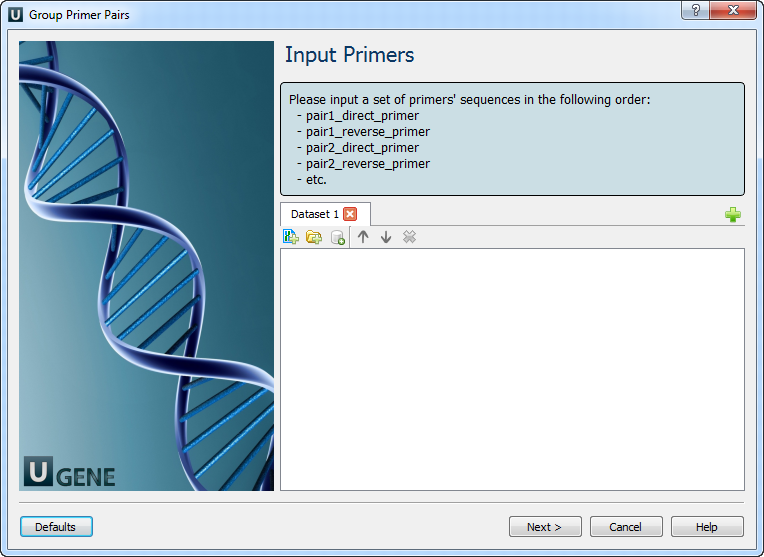 U Group Primer Pairs
Input Primers
Please input a set of primers' sequences in the following order:
- pair1_direct_primer
- pair1_reverse_primer
- pair2_direct_primer
- pair2_reverse_primer
- etc.
Dataset 1
U GENE
Defaults
Next >
Cancel
Help